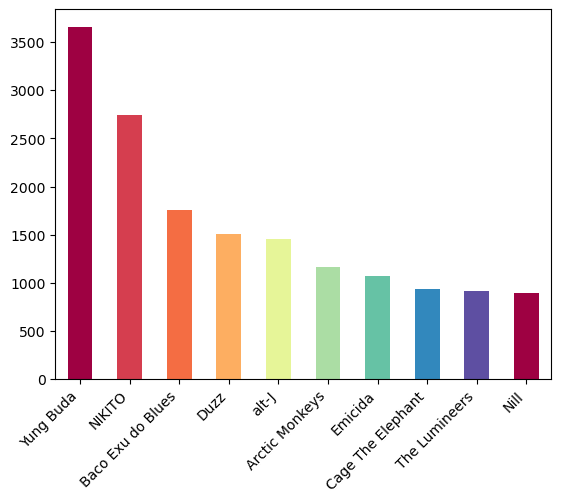 3500
3000
2500
2000
1500
1000
500
0
Yung Buda
NIKITO
Baco Exu do Blues
Duzz
alt-J
Arctic Monkeys
Emicida
Cage The Elephant
The Lumineers
Nill